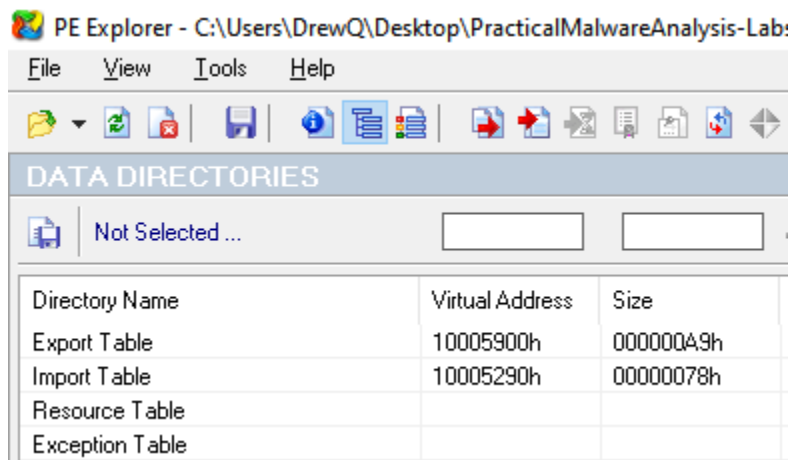 PE Explorer - C:\Users\DrewQ\Desktop\PracticalMalwareAnalysis-Labs
File View Tools Help
DATA DIRECTORIES
Not Selected ...
Directory Name Virtual Address Size
Export Table 10005900h 000000A9h
Import Table 10005290h 00000078h
Resource Table
Exception Table